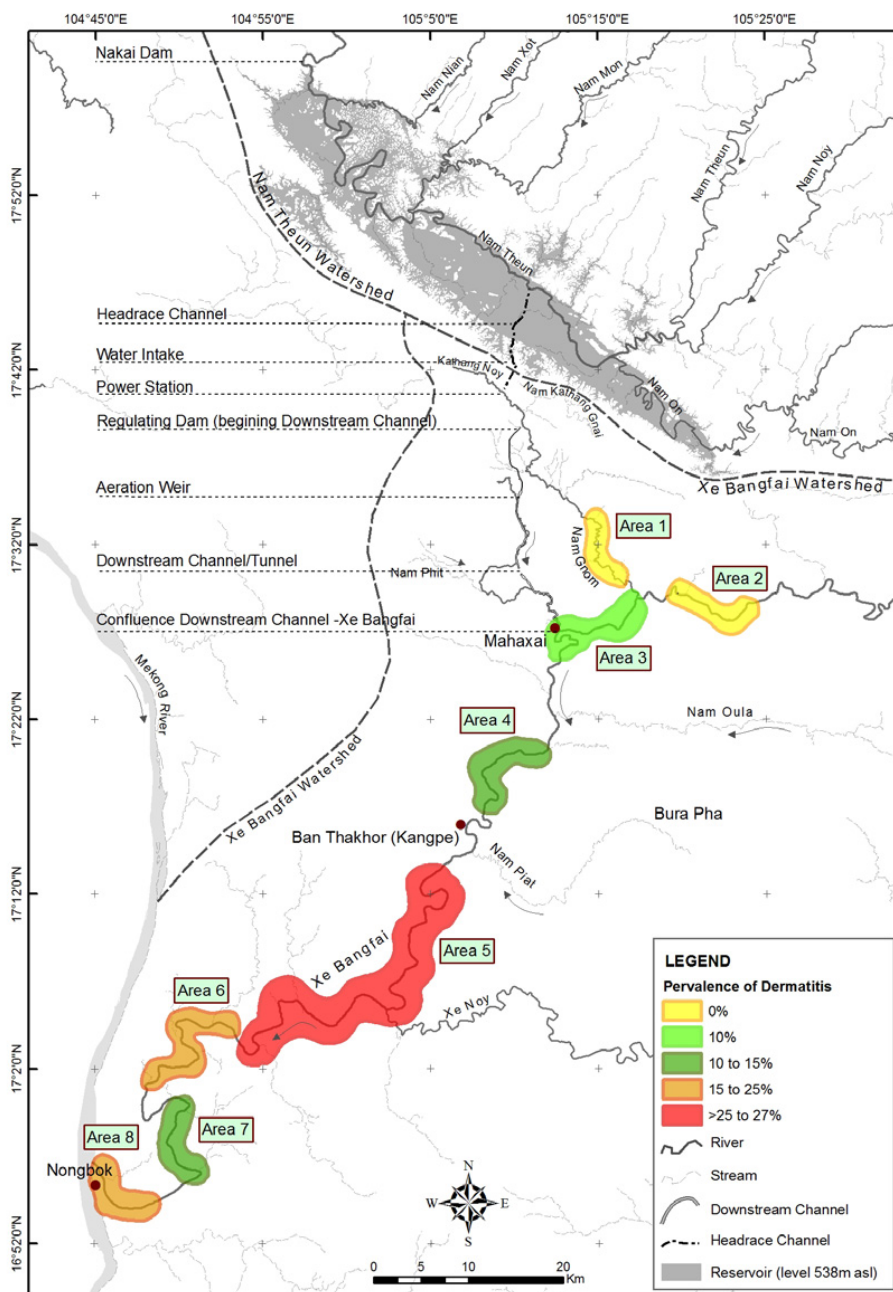 104°45'0"E
104°55'0"E
105°5'0"E
105°15'0"E
105°25'0"E
Nakai Dam
Nam Nian
Nam Xot
Nam Mon
Nam Theun
Nam Noy
17°52'0"N
Nam Theun Watershed
Nam Theun
Headrace Channel
Water Intake
Kathang Noy
17°42'0"N
Power Station
Nam Kathang Gnai
Nam On
Regulating Dam (begining Downstream Channel)
Nam On
Xe Bangfai Watershed
Aeration Weir
Area 1
17°32'0"N
Nam Gnom
Downstream Channel/Tunnel
Nam Phit
Area 2
Confluence Downstream Channel -Xe Bangfai
Mahaxai
Area 3
Mekong River
17°22'0"N
Area 4
Nam Oula
Xe Bangfai Watershed
Bura Pha
Ban Thakhor (Kangpe)
Nam Piat
17°12'0"N
Xe Bangfai
Area 5
Area 6
Xe Noy
17°2'0"N
Area 8
Area 7
Nongbok
16°52'0"N
N
W
E
S
0
5
10
20
Km
LEGEND
Pervalence of Dermatitis
0%
10%
10 to 15%
15 to 25%
>25 to 27%
River
Stream
Downstream Channel
Headrace Channel
Reservoir (level 538m asl)